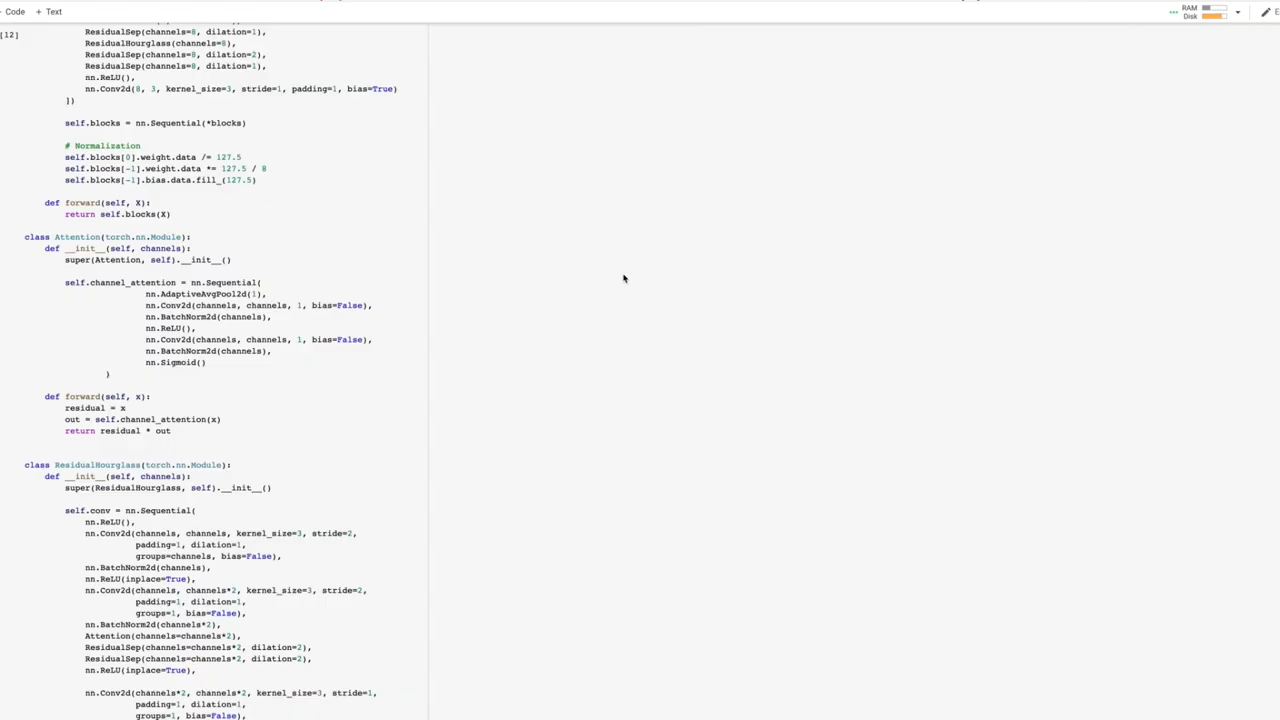 Code + Text
RAM
Disk
[12]
ResidualSep(channels=8, dilation=1),
ResidualHourglass(channels=8),
ResidualSep(channels=8, dilation=2),
ResidualSep(channels=8, dilation=1),
nn.ReLU(),
nn.Conv2d(8, 3, kernel_size=3, stride=1, padding=1, bias=True)
])
self.blocks = nn.Sequential(*blocks)
# Normalization
self.blocks[0].weight.data /= 127.5
self.blocks[-1].weight.data *= 127.5 / 8
self.blocks[-1].bias.data.fill_(127.5)
def forward(self, X):
return self.blocks(X)
class Attention(torch.nn.Module):
def __init__(self, channels):
super(Attention, self).__init__()
self.channel_attention = nn.Sequential(
nn.AdaptiveAvgPool2d(1),
nn.Conv2d(channels, channels, 1, bias=False),
nn.BatchNorm2d(channels),
nn.ReLU(),
nn.Conv2d(channels, channels, 1, bias=False),
nn.BatchNorm2d(channels),
nn.Sigmoid()
)
def forward(self, x):
residual = x
out = self.channel_attention(x)
return residual * out
class ResidualHourglass(torch.nn.Module):
def __init__(self, channels):
super(ResidualHourglass, self).__init__()
self.conv = nn.Sequential(
nn.ReLU(),
nn.Conv2d(channels, channels, kernel_size=3, stride=2,
padding=1, dilation=1,
groups=channels, bias=False),
nn.BatchNorm2d(channels),
nn.ReLU(inplace=True),
nn.Conv2d(channels, channels*2, kernel_size=3, stride=2,
padding=1, dilation=1,
groups=1, bias=False),
nn.BatchNorm2d(channels*2),
Attention(channels=channels*2),
ResidualSep(channels=channels*2, dilation=2),
ResidualSep(channels=channels*2, dilation=2),
nn.ReLU(inplace=True),
nn.Conv2d(channels*2, channels*2, kernel_size=3, stride=1,
padding=1, dilation=1,
groups=1, bias=False),